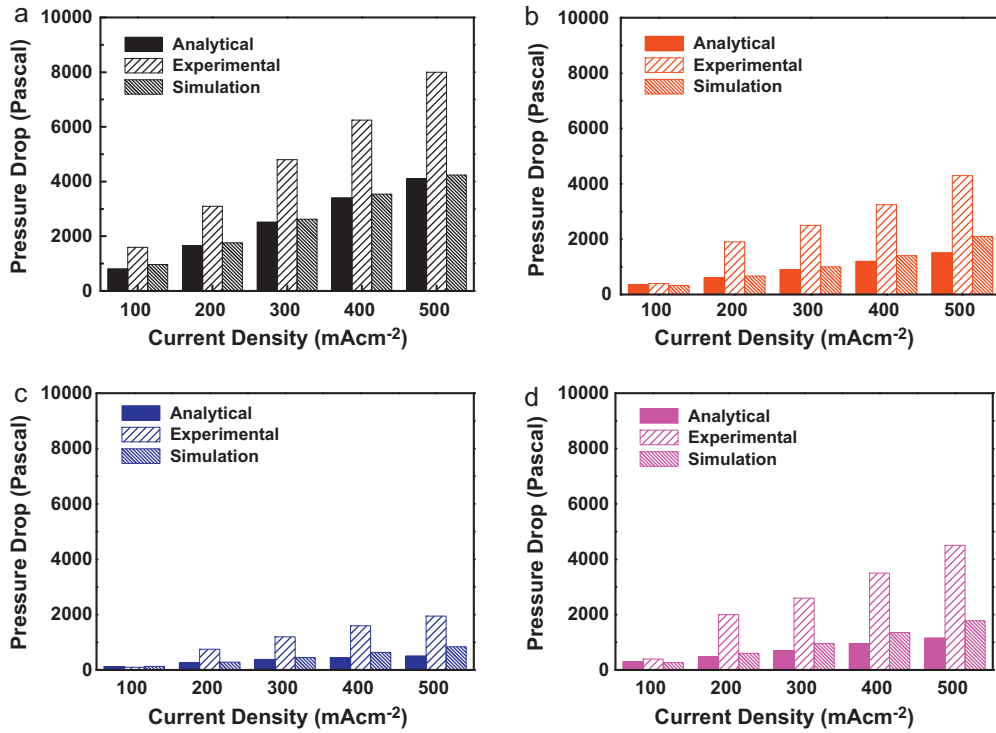 a
10000
8000
6000
4000
2000
0
Pressure Drop (Pascal)
Analytical
Experimental
Simulation
100 200 300 400 500
Current Density (mAcm-2)
b
10000
8000
6000
4000
2000
0
Pressure Drop (Pascal)
Analytical
Experimental
Simulation
100 200 300 400 500
Current Density (mAcm-2)
c
10000
8000
6000
4000
2000
0
Pressure Drop (Pascal)
Analytical
Experimental
Simulation
100 200 300 400 500
Current Density (mAcm-2)
d
10000
8000
6000
4000
2000
0
Pressure Drop (Pascal)
Analytical
Experimental
Simulation
100 200 300 400 500
Current Density (mAcm-2)